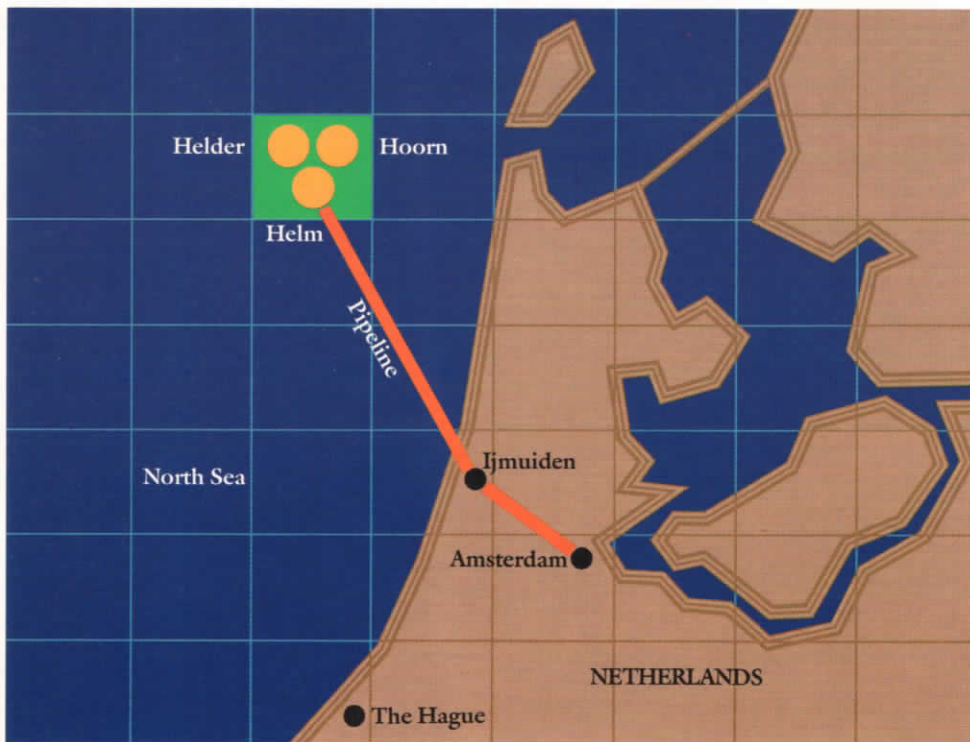 Helder
Hoorn
Helm
Pipeline
North Sea
Ijmuiden
Amsterdam
NETHERLANDS
The Hague